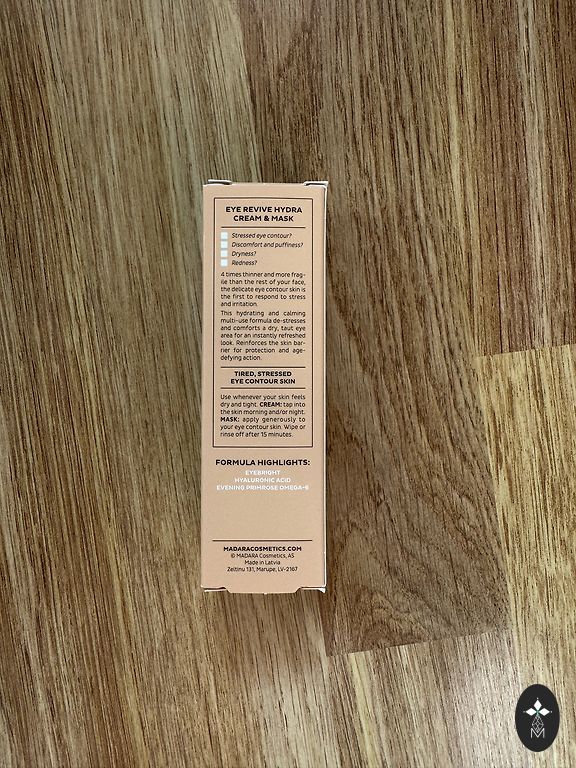 EYE REVIVE HYDRA
CREAM & MASK
Stressed eye contour?
Discomfort and puffiness?
Dryness?
Redness?
4 times thinner and more frag-
ile than the rest of your face,
the delicate eye contour skin is
the first to respond to stress
and irritation.
This hydrating and calming
multi-use formula de-stresses
and comforts a dry, taut eye
area for an instantly refreshed
look. Reinforces the skin bar-
rier for protection and age-
defying action.
TIRED, STRESSED
EYE CONTOUR SKIN
Use whenever your skin feels
dry and tight. CREAM: tap into
the skin morning and/or night.
MASK: apply generously to
your eye contour skin. Wipe or
rinse off after 15 minutes.
FORMULA HIGHLIGHTS:
EYEBRIGHT
HYALURONIC ACID
EVENING PRIMROSE OMEGA-6
MADARACOSMETICS.COM
© MADARA Cosmetics, AS
Made in Latvia
Zeltinu 131, Marupe, LV-2167
M